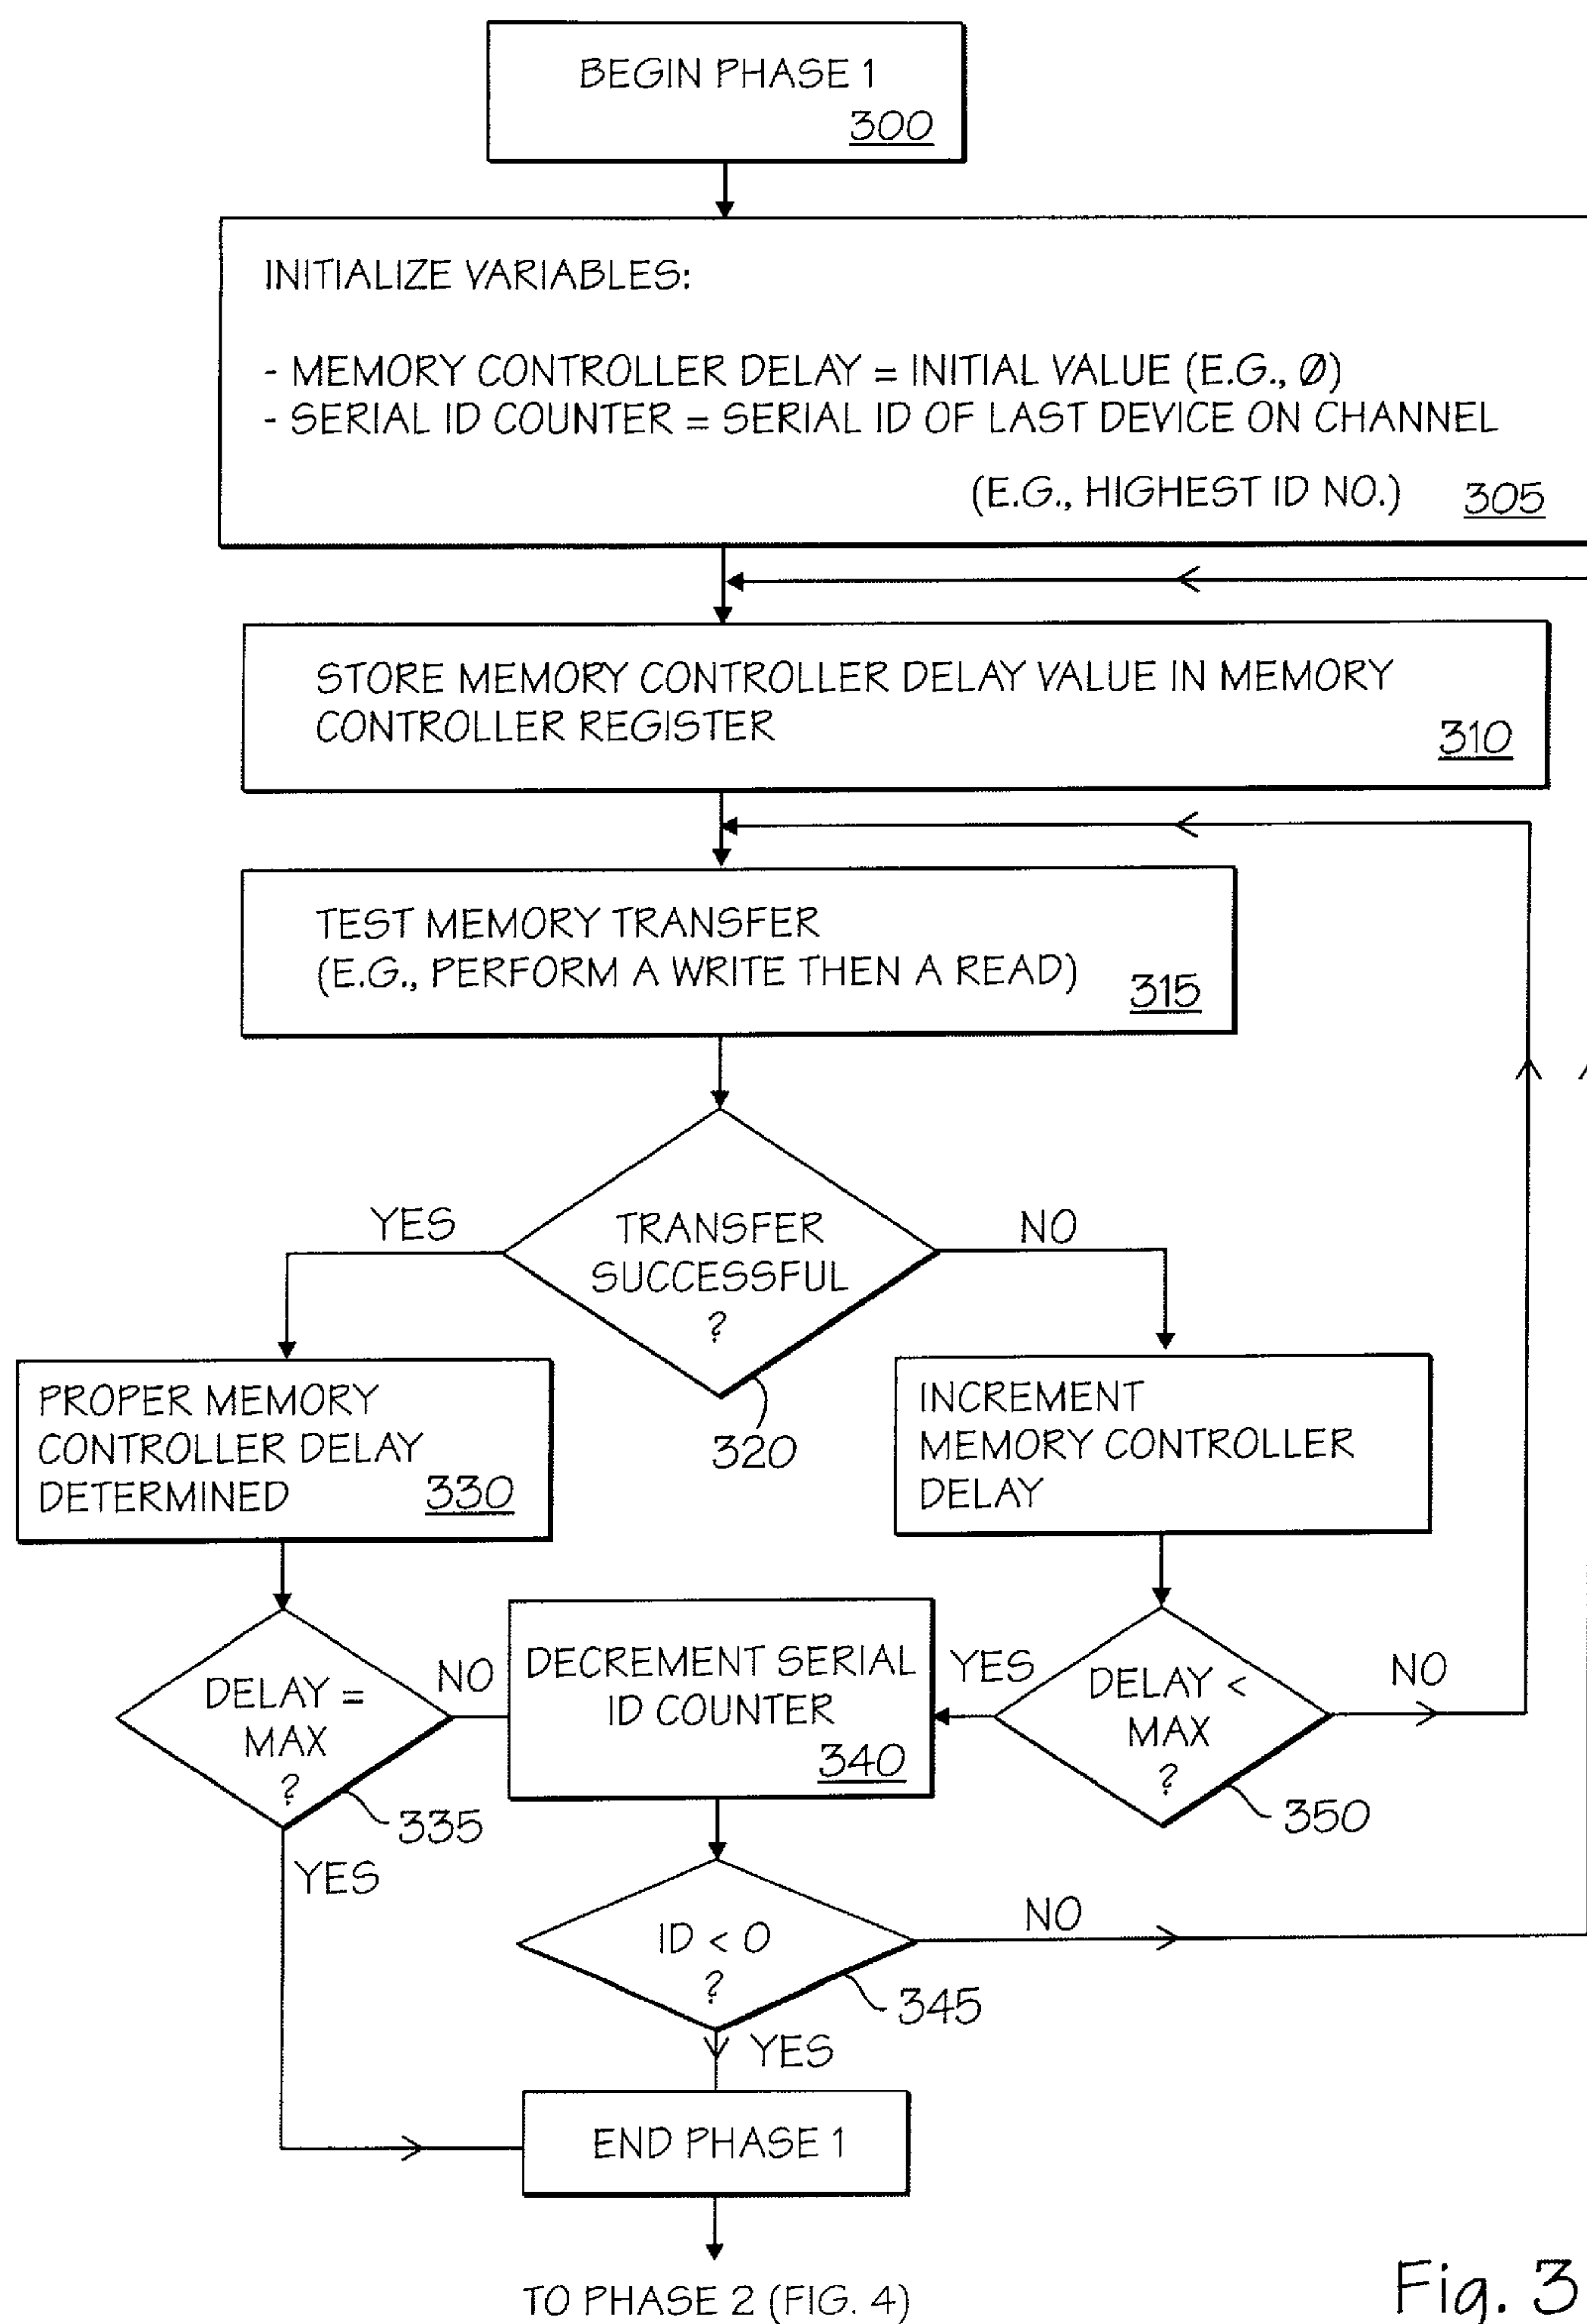 BEGIN PHASE 1
300
INITIALIZE VARIABLES:
- MEMORY CONTROLLER DELAY = INITIAL VALUE (E.G., Ø)
- SERIAL ID COUNTER = SERIAL ID OF LAST DEVICE ON CHANNEL
(E.G., HIGHEST ID NO.) 305
STORE MEMORY CONTROLLER DELAY VALUE IN MEMORY
CONTROLLER REGISTER
310
TEST MEMORY TRANSFER
(E.G., PERFORM A WRITE THEN A READ) 315
YES
TRANSFER
SUCCESSFUL
?
NO
320
PROPER MEMORY
CONTROLLER DELAY
DETERMINED 330
INCREMENT
MEMORY CONTROLLER
DELAY
DELAY =
MAX
?
NO
335
YES
DECREMENT SERIAL
ID COUNTER
340
YES
DELAY <
MAX
?
NO
350
ID < 0
?
NO
345
YES
END PHASE 1
TO PHASE 2 (FIG. 4)
Fig. 3